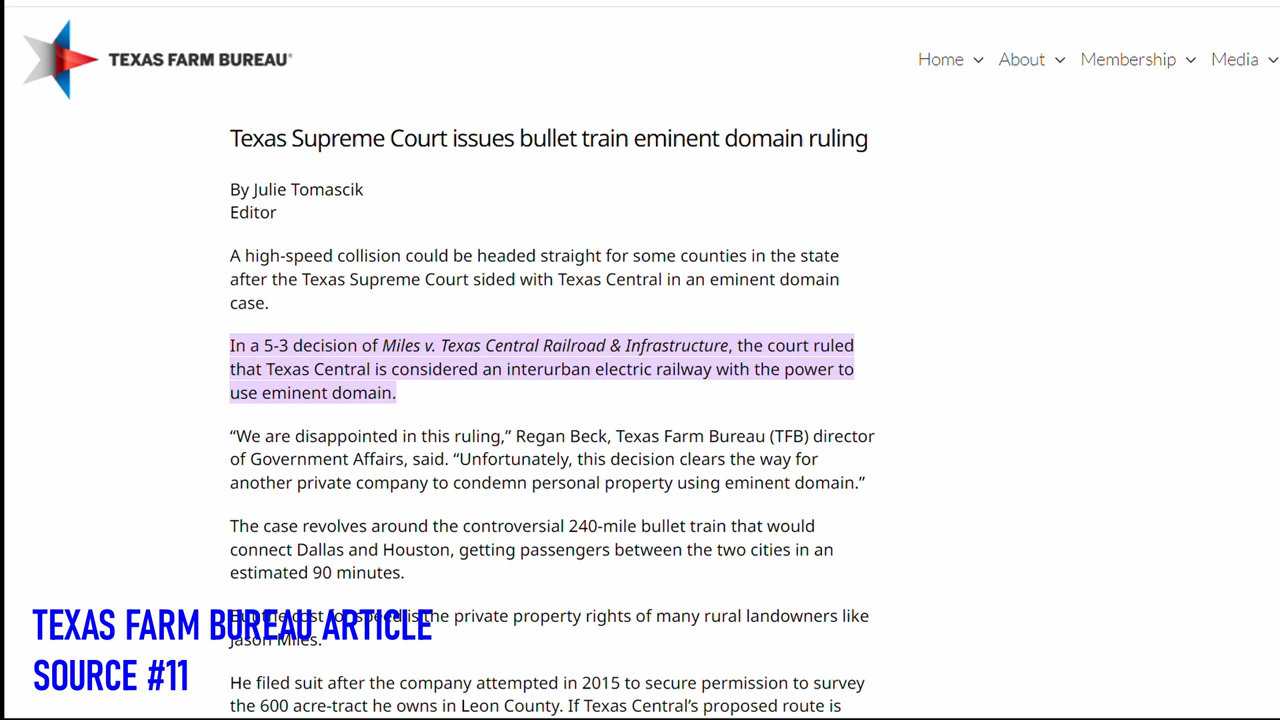 TEXAS FARM BUREAU®
Home About Membership Media
Texas Supreme Court issues bullet train eminent domain ruling
By Julie Tomascik
Editor
A high-speed collision could be headed straight for some counties in the state
after the Texas Supreme Court sided with Texas Central in an eminent domain
case.
In a 5-3 decision of Miles v. Texas Central Railroad & Infrastructure, the court ruled
that Texas Central is considered an interurban electric railway with the power to
use eminent domain.
“We are disappointed in this ruling,” Regan Beck, Texas Farm Bureau (TFB) director
of Government Affairs, said. “Unfortunately, this decision clears the way for
another private company to condemn personal property using eminent domain.”
The case revolves around the controversial 240-mile bullet train that would
connect Dallas and Houston, getting passengers between the two cities in an
estimated 90 minutes.
But the cost for speed is the private property rights of many rural landowners like
Jason Miles.
TEXAS FARM BUREAU ARTICLE
SOURCE #11
He filed suit after the company attempted in 2015 to secure permission to survey
the 600 acre-tract he owns in Leon County. If Texas Central’s proposed route is